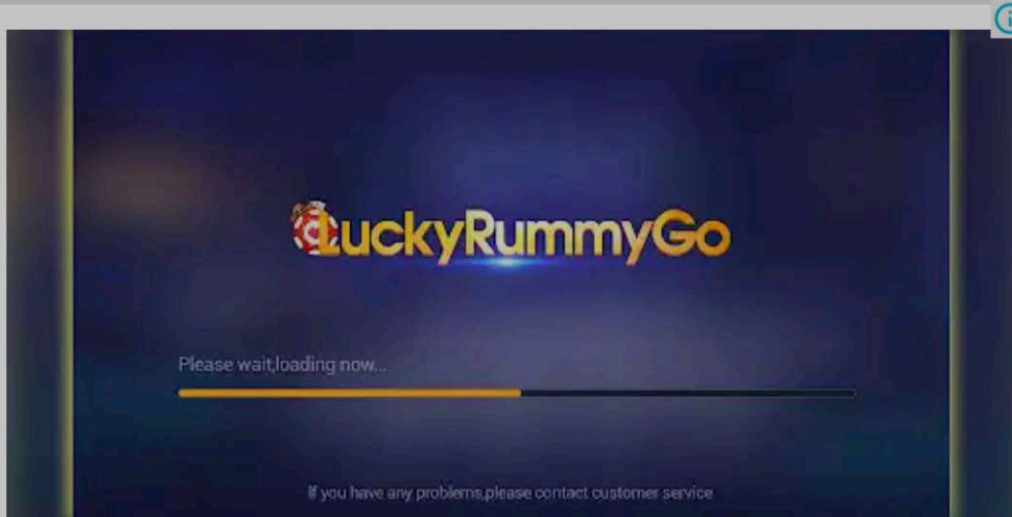 LuckyRummyGo
Please wait,loading now...
If you have any problems,please contact customer service